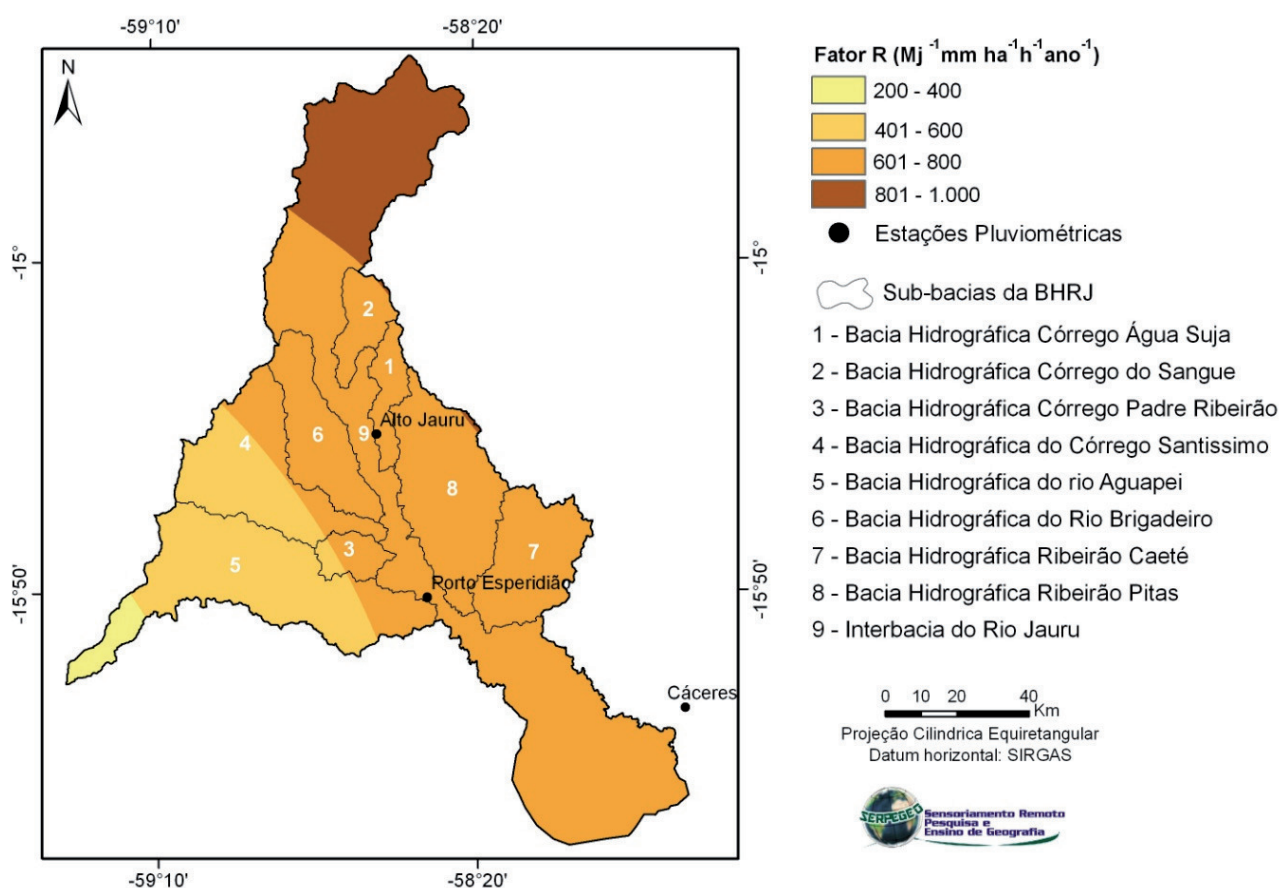 -59°10' -58°20'
N
-15° -15°
-15°50' -15°50'
-59°10' -58°20'
2
1
Alto Jauru
9
6
4
8
7
3
5
Porto Esperidião
Cáceres
Fator R (Mj ⁻¹mm ha⁻¹h⁻¹ano⁻¹)
200 - 400
401 - 600
601 - 800
801 - 1.000
Estações Pluviométricas
Sub-bacias da BHRJ
1 - Bacia Hidrográfica Córrego Água Suja
2 - Bacia Hidrográfica Córrego do Sangue
3 - Bacia Hidrográfica Córrego Padre Ribeirão
4 - Bacia Hidrográfica do Córrego Santissimo
5 - Bacia Hidrográfica do rio Aguapei
6 - Bacia Hidrográfica do Rio Brigadeiro
7 - Bacia Hidrográfica Ribeirão Caeté
8 - Bacia Hidrográfica Ribeirão Pitas
9 - Interbacia do Rio Jauru
0 10 20 40
Km
Projeção Cilindrica Equiretangular
Datum horizontal: SIRGAS
SERPEGEO
Sensoriamento Remoto
Pesquisa e
Ensino de Geografia